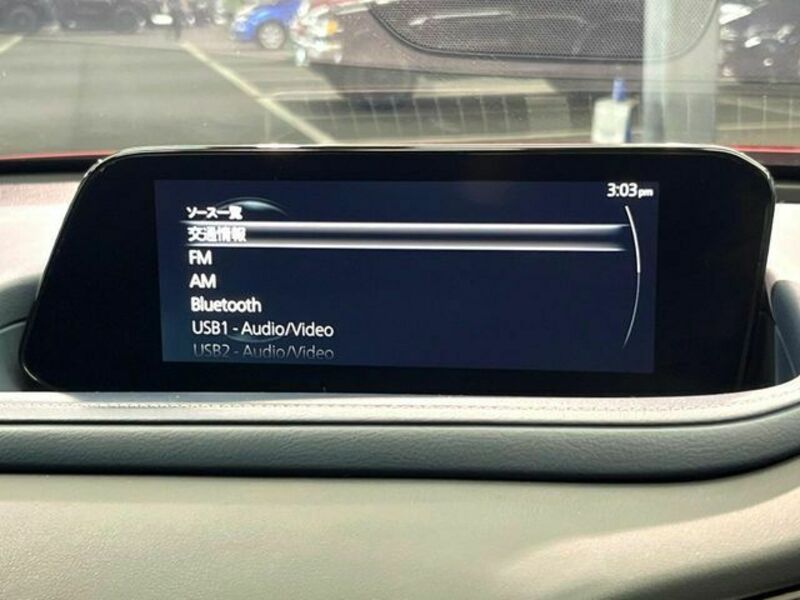 3:03pm
ソース一覧
交通情報
FM
AM
Bluetooth
USB1 - Audio/Video
USB2 - Audio/Video